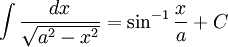 ∫ dx / √(a² − x²) = sin⁻¹ x/a + C